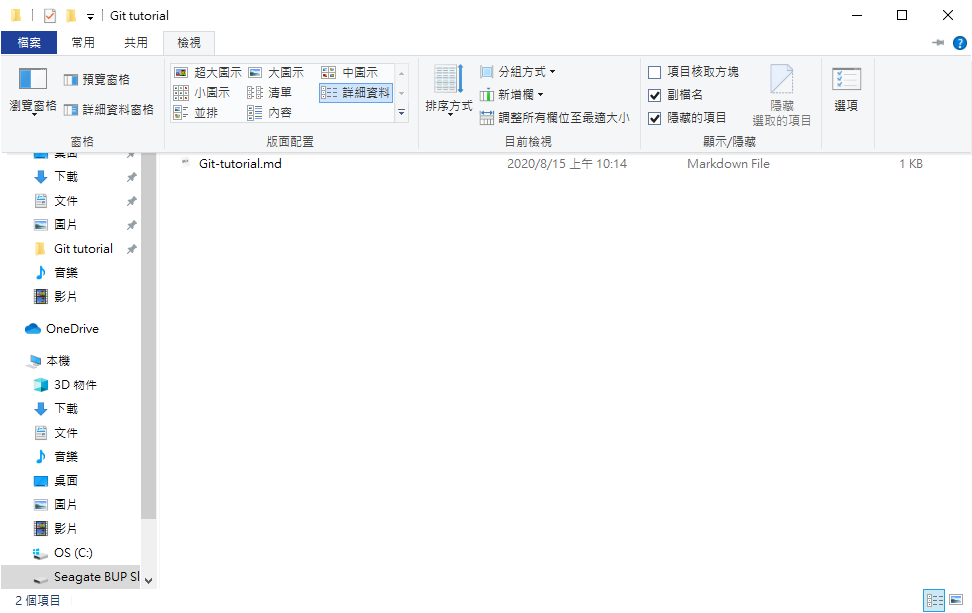 Git tutorial
檔案 常用 共用 檢視
瀏覽窗格 預覽窗格 詳細資料窗格
窗格
超大圖示 大圖示 中圖示
小圖示 清單 詳細資料
並排 內容
版面配置
排序方式 分組方式
新增欄
調整所有欄位至最適大小
目前檢視
項目核取方塊
副檔名
隱藏的項目
隱藏
選取的項目
顯示/隱藏
選項
桌面
下載
文件
圖片
Git tutorial
音樂
影片
OneDrive
本機
3D 物件
下載
文件
音樂
桌面
圖片
影片
OS (C:)
Seagate BUP Sl
Git-tutorial.md 2020/8/15 上午 10:14 Markdown File 1 KB
2 個項目